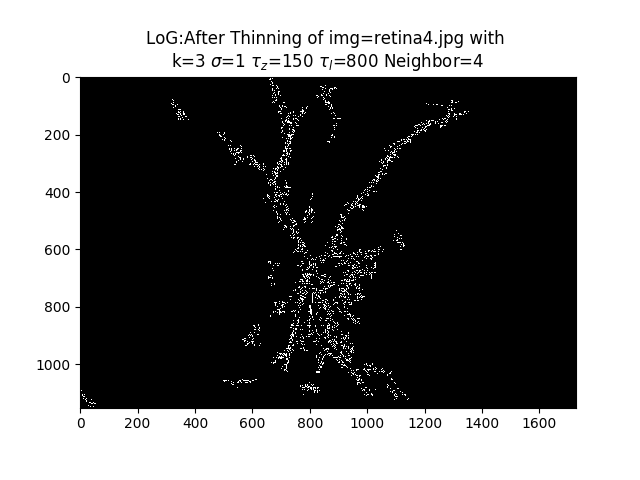 LoG:After Thinning of img=retina4.jpg with
k=3 σ=1 τz=150 τl=800 Neighbor=4
0
200
400
600
800
1000
0 200 400 600 800 1000 1200 1400 1600